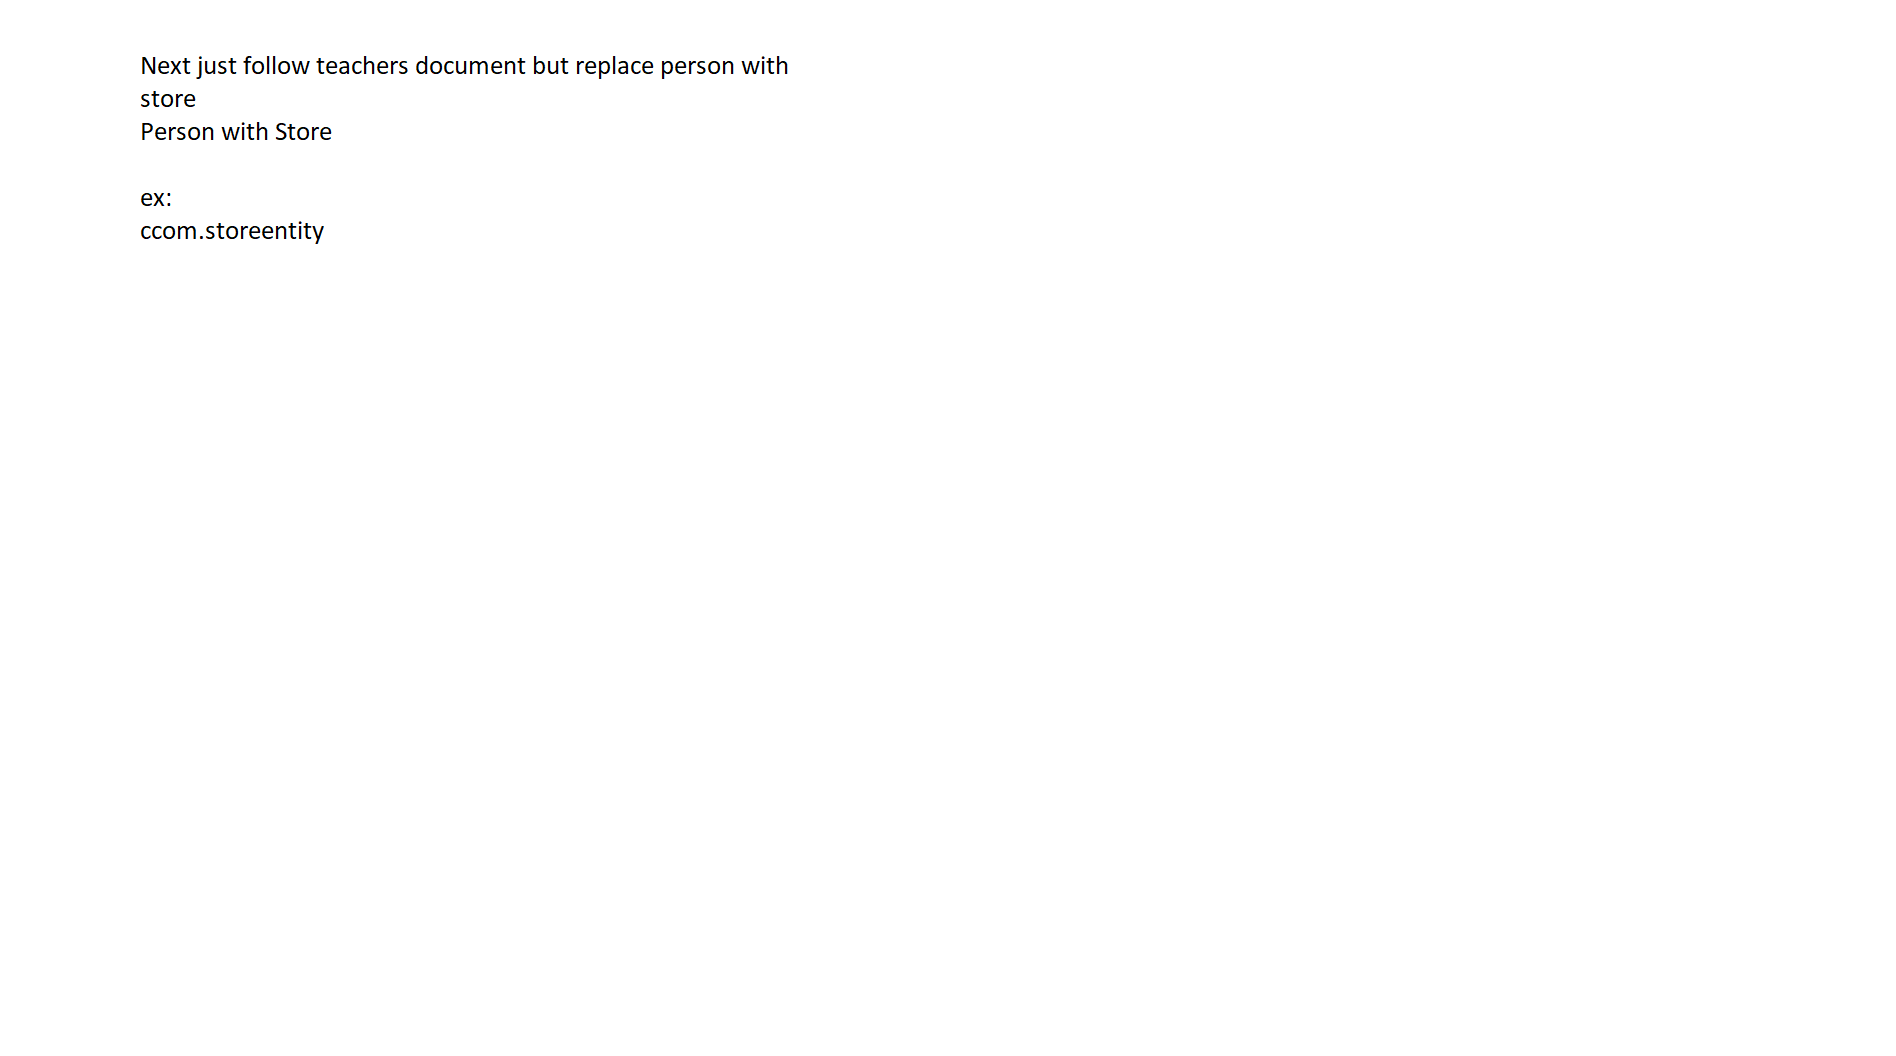 Next just follow teachers document but replace person with
store
Person with Store
ex:
ccom.storeentity